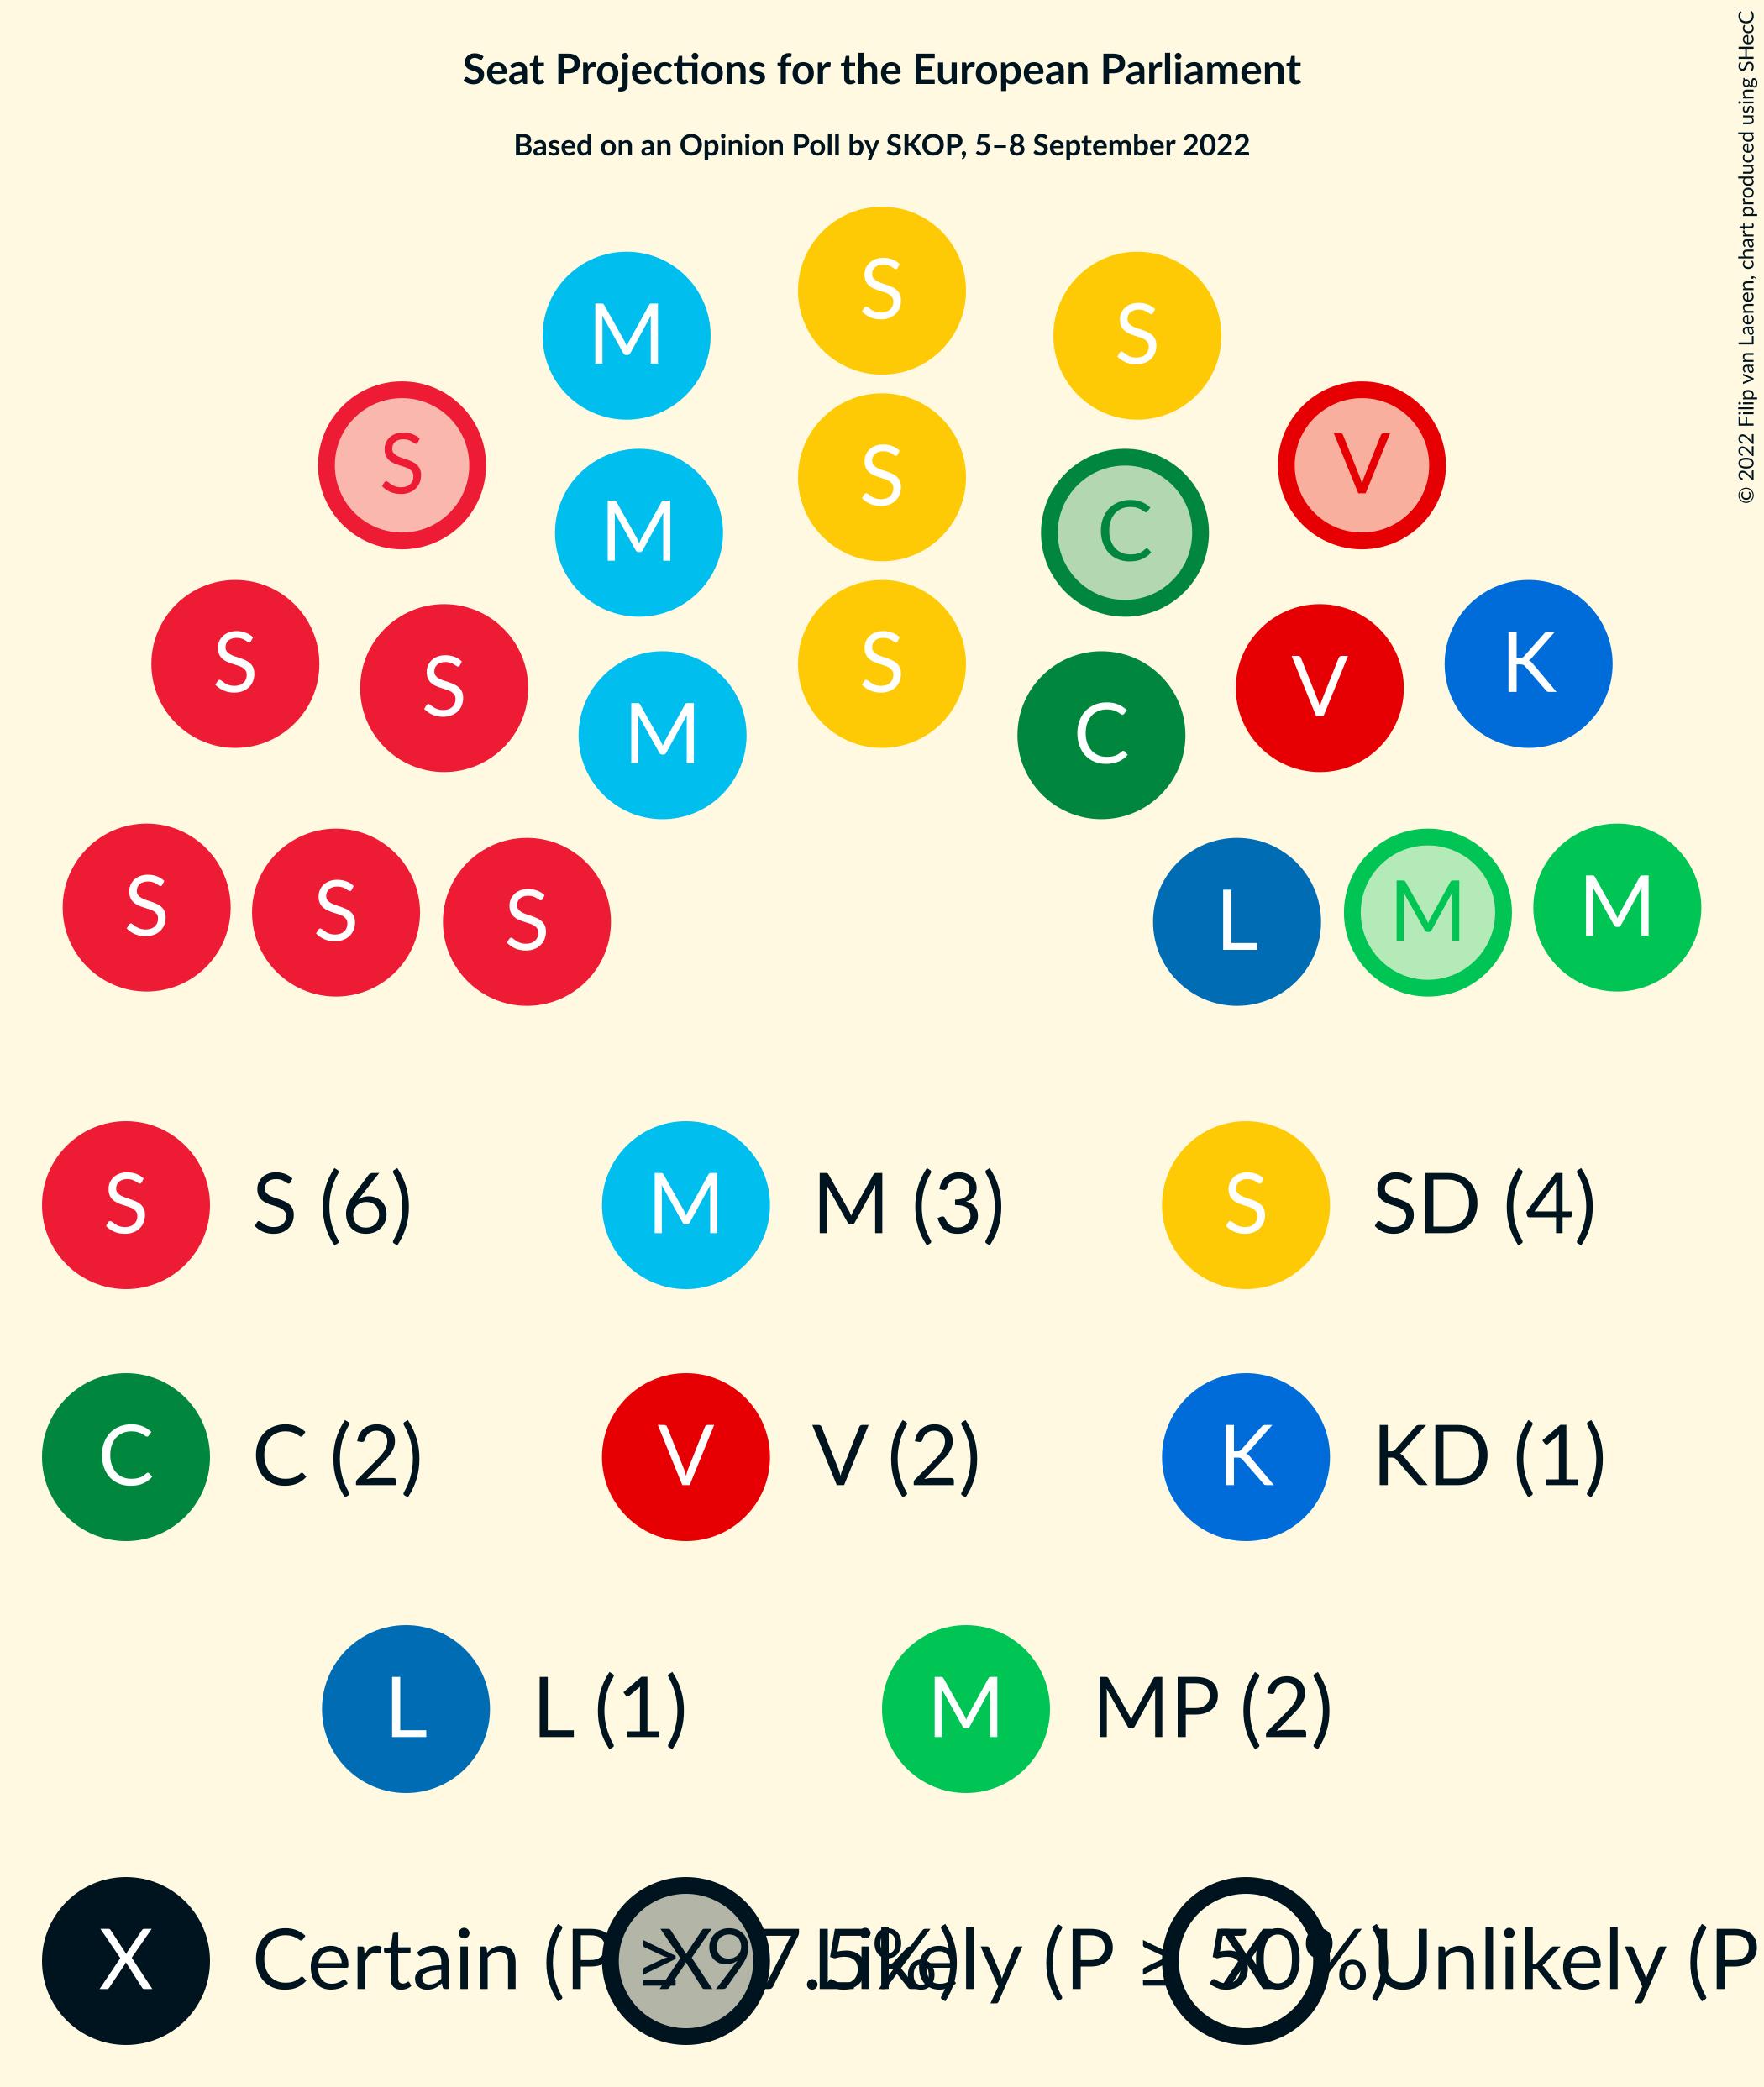 Seat Projections for the European Parliament
Based on an Opinion Poll by SKOP, 5–8 September 2022
© 2022 Filip van Laenen, chart produced using SHecC
S
M S
S V
M S C
S K
S V
M S C
S M
S M
S L
S S (6) M M (3) S SD (4)
C C (2) V V (2) K KD (1)
L L (1) M MP (2)
X Certain (P ≥ 97.5%) X Likely (P ≥ 50%) X Unlikely (P